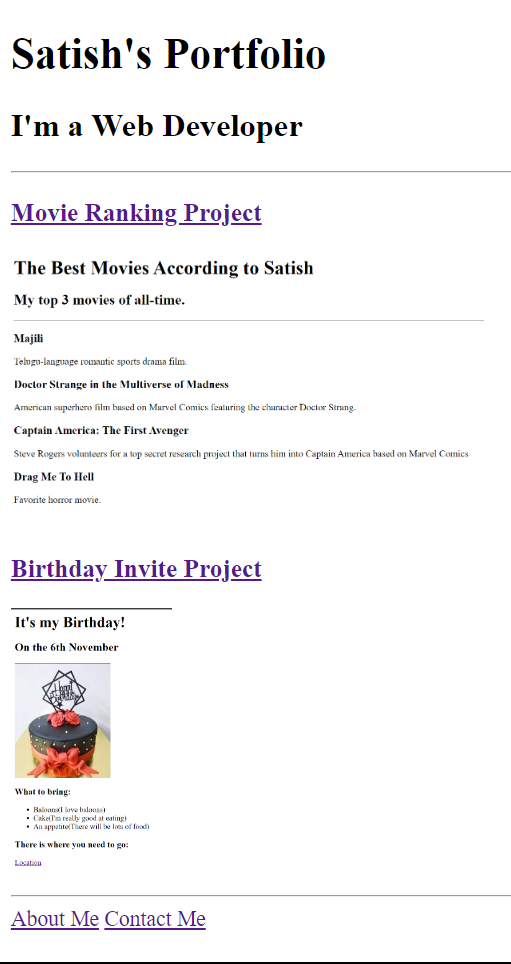 Satish's Portfolio
I'm a Web Developer
Movie Ranking Project
The Best Movies According to Satish
My top 3 movies of all-time.
Majili
Telugu-language romantic sports drama film.
Doctor Strange in the Multiverse of Madness
American superhero film based on Marvel Comics featuring the character Doctor Strang.
Captain America: The First Avenger
Steve Rogers volunteers for a top secret research project that turns him into Captain America based on Marvel Comics
Drag Me To Hell
Favorite horror movie.
Birthday Invite Project
It's my Birthday!
On the 6th November
Happy
Birthday
What to bring:
Baloons(I love baloons)
Cake(I'm really good at eating)
An appetite(There will be lots of food)
There is where you need to go:
Location
About Me Contact Me